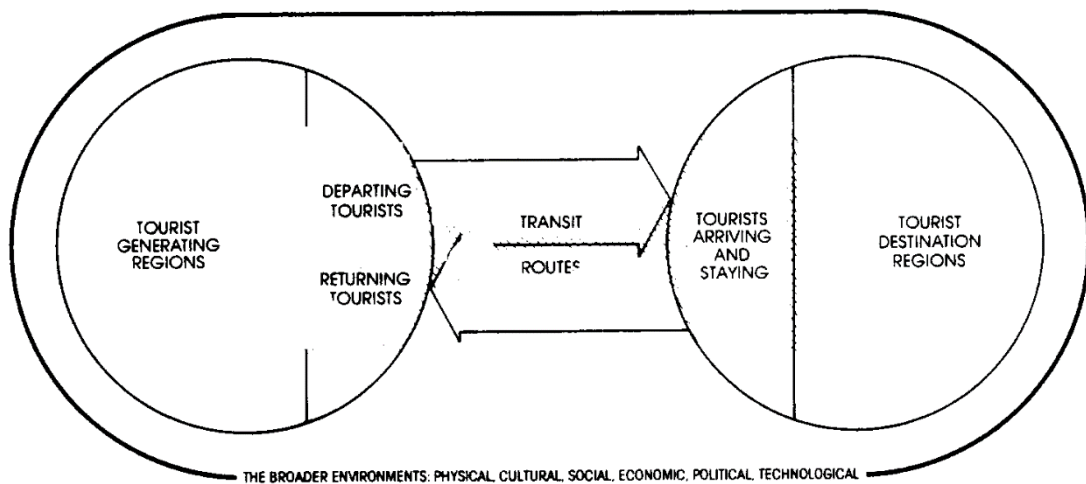 TOURIST
GENERATING
REGIONS
DEPARTING
TOURISTS
RETURNING
TOURISTS
TRANSIT
ROUTES
TOURISTS
ARRIVING
AND
STAYING
TOURIST
DESTINATION
REGIONS
THE BROADER ENVIRONMENTS: PHYSICAL, CULTURAL, SOCIAL, ECONOMIC, POLITICAL, TECHNOLOGICAL